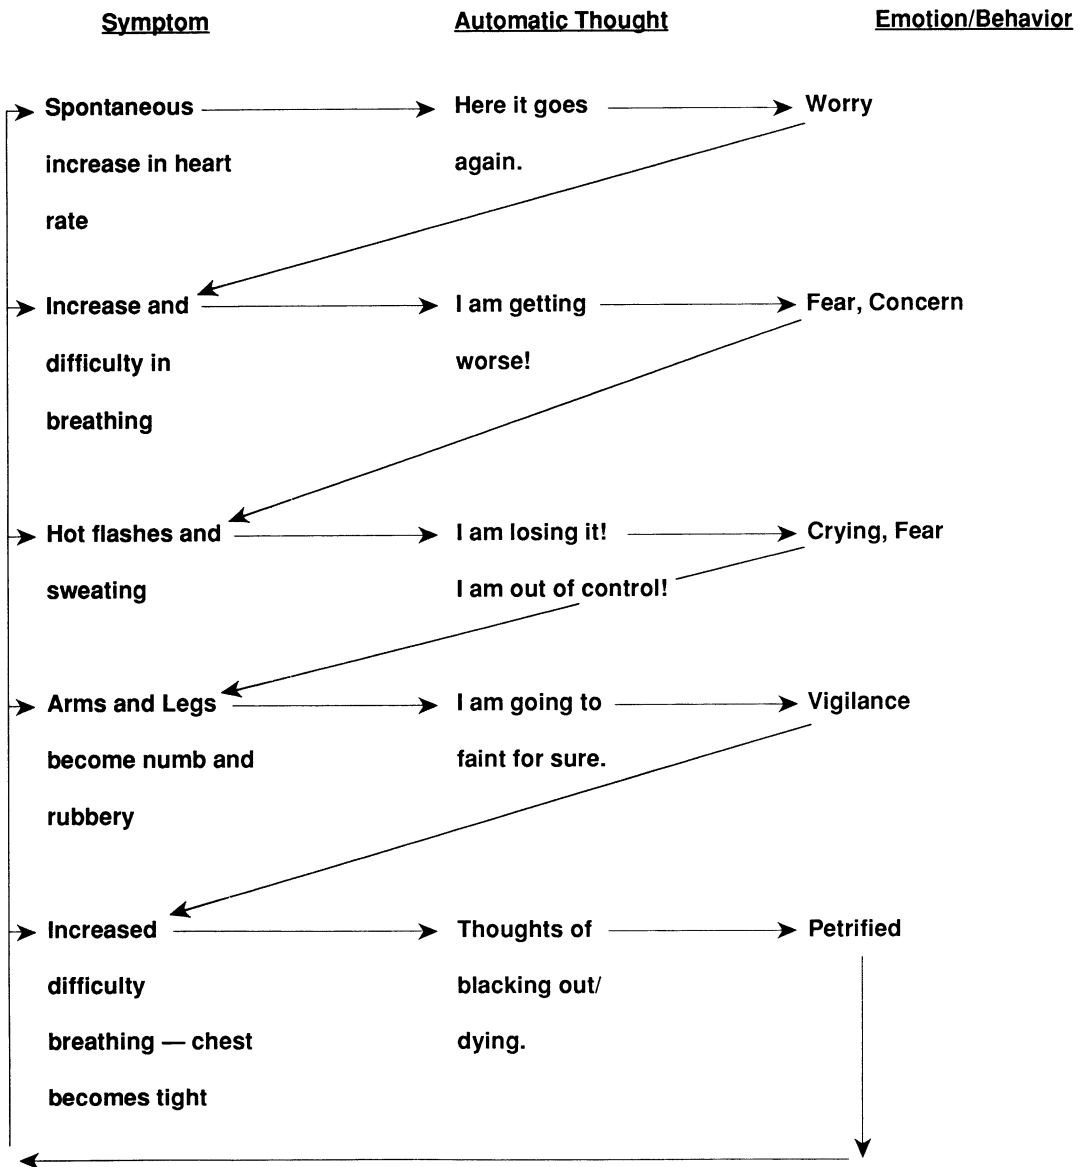 Symptom Automatic Thought Emotion/Behavior
Spontaneous
increase in heart
rate
Here it goes
again.
Worry
Increase and
difficulty in
breathing
I am getting
worse!
Fear, Concern
Hot flashes and
sweating
I am losing it!
I am out of control!
Crying, Fear
Arms and Legs
become numb and
rubbery
I am going to
faint for sure.
Vigilance
Increased
difficulty
breathing — chest
becomes tight
Thoughts of
blacking out/
dying.
Petrified